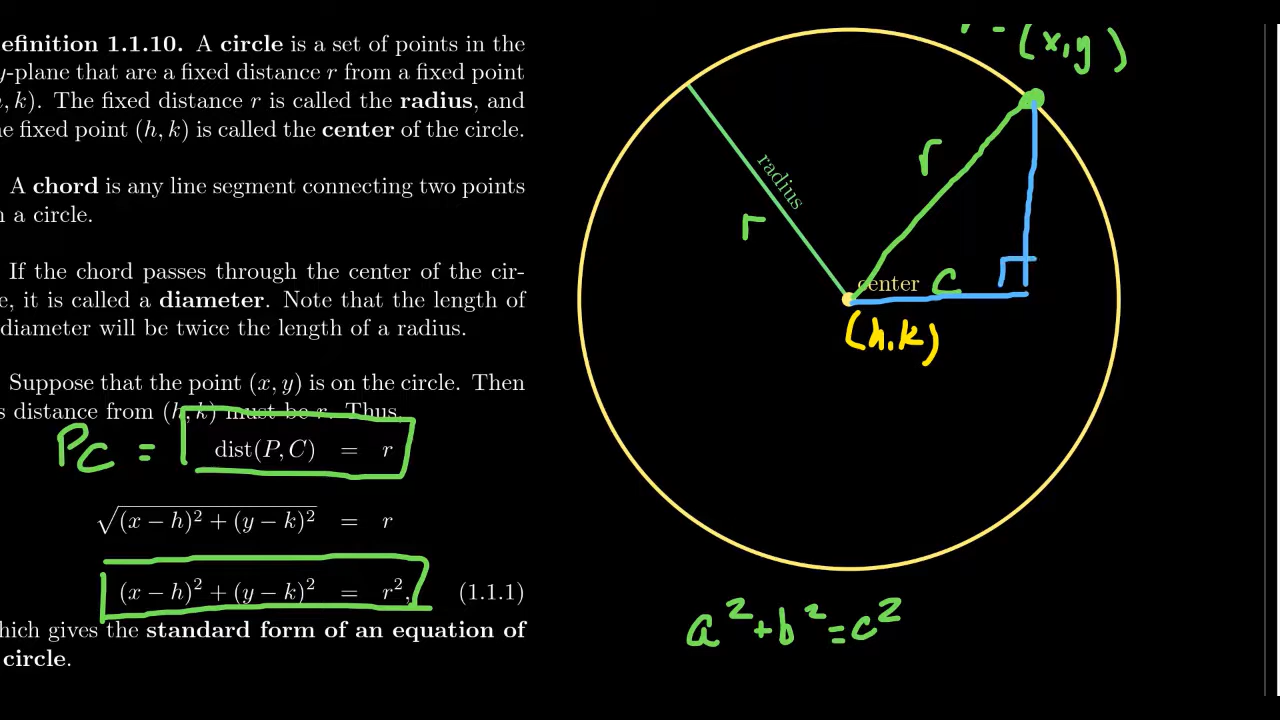 efinition 1.1.10. A circle is a set of points in the
y-plane that are a fixed distance r from a fixed point
, k). The fixed distance r is called the radius, and
e fixed point (h, k) is called the center of the circle.
A chord is any line segment connecting two points
n a circle.
If the chord passes through the center of the cir-
e, it is called a diameter. Note that the length of
diameter will be twice the length of a radius.
Suppose that the point (x, y) is on the circle. Then
s distance from (h, k) must be r. Thus,
PC = dist(P, C) = r
√(x − h)² + (y − k)² = r
(x − h)² + (y − k)² = r², (1.1.1)
hich gives the standard form of an equation of
circle.
= (x, y)
r
radius
r
center C
(h, k)
a² + b² = c²